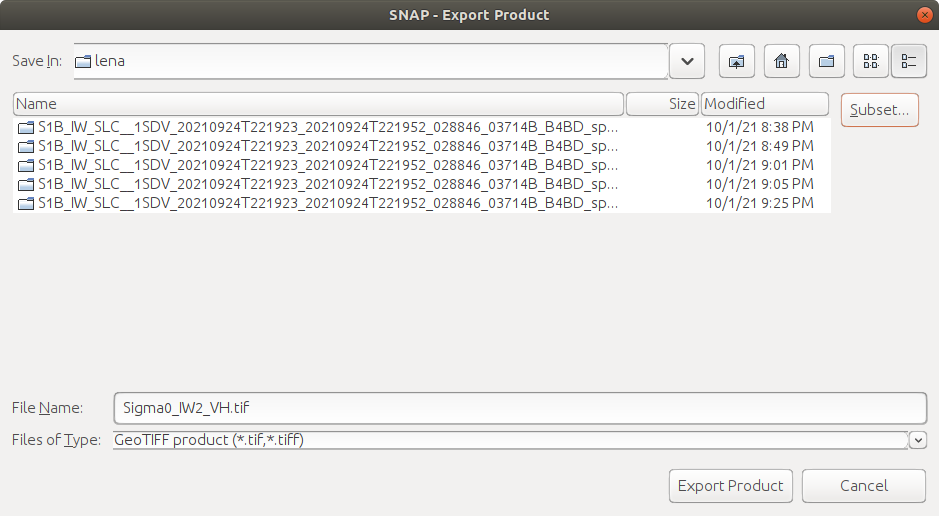 SNAP - Export Product
Save In: lena
Name Size Modified
S1B_IW_SLC__1SDV_20210924T221923_20210924T221952_028846_03714B_B4BD_sp... 10/1/21 8:38 PM
S1B_IW_SLC__1SDV_20210924T221923_20210924T221952_028846_03714B_B4BD_sp... 10/1/21 8:49 PM
S1B_IW_SLC__1SDV_20210924T221923_20210924T221952_028846_03714B_B4BD_sp... 10/1/21 9:01 PM
S1B_IW_SLC__1SDV_20210924T221923_20210924T221952_028846_03714B_B4BD_sp... 10/1/21 9:05 PM
S1B_IW_SLC__1SDV_20210924T221923_20210924T221952_028846_03714B_B4BD_sp... 10/1/21 9:25 PM
Subset...
File Name: Sigma0_IW2_VH.tif
Files of Type: GeoTIFF product (*.tif,*.tiff)
Export Product Cancel